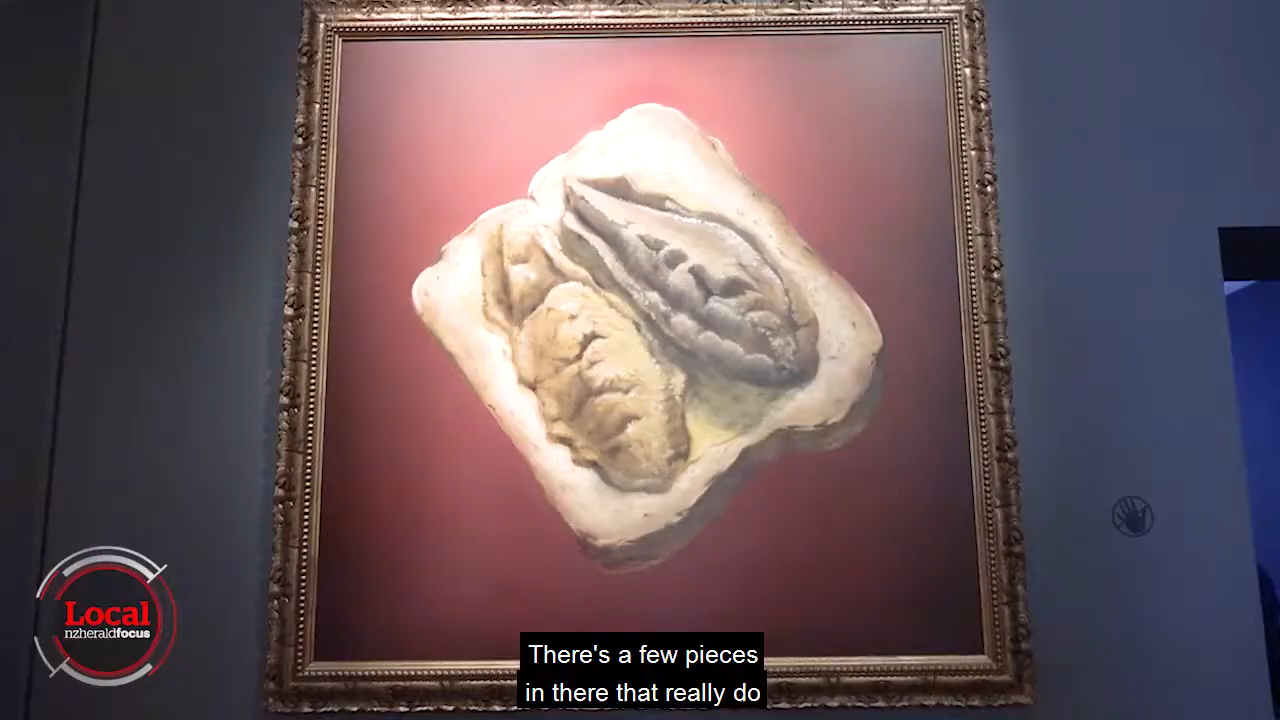 Local
nzheraldfocus
There's a few pieces
in there that really do